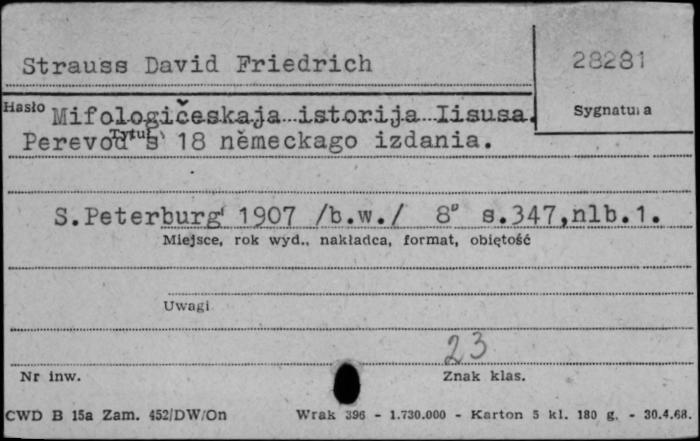 Strauss David Friedrich
28281
Hasło
Mifologičeskaja istorija Iisusa.
Sygnatura
Tytuł
Perevod s' 18 německago izdania.
S.Peterburg' 1907 /b.w./ 8° s.347,nlb.1.
Miejsce, rok wyd., nakładca, format, objętość
Uwagi
23
Nr inw.
Znak klas.
CWD B 15a Zam. 452/DW/On
Wrak 396 - 1.730.000 - Karton 5 kl. 180 g. - 30.4.68.